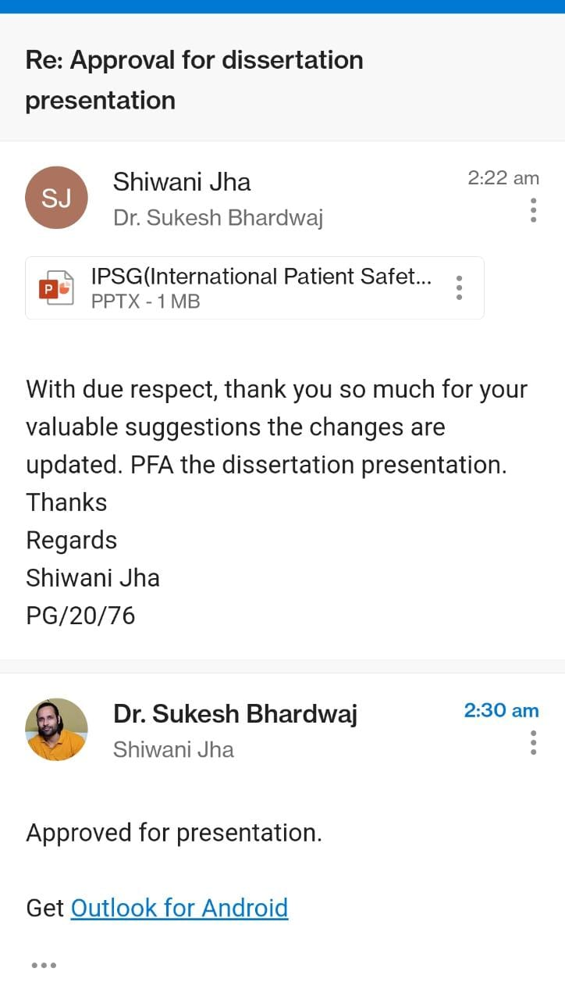 Re: Approval for dissertation
presentation
SJ
Shiwani Jha
2:22 am
Dr. Sukesh Bhardwaj
P
IPSG(International Patient Safet...
PPTX - 1 MB
With due respect, thank you so much for your
valuable suggestions the changes are
updated. PFA the dissertation presentation.
Thanks
Regards
Shiwani Jha
PG/20/76
Dr. Sukesh Bhardwaj
2:30 am
Shiwani Jha
Approved for presentation.
Get Outlook for Android